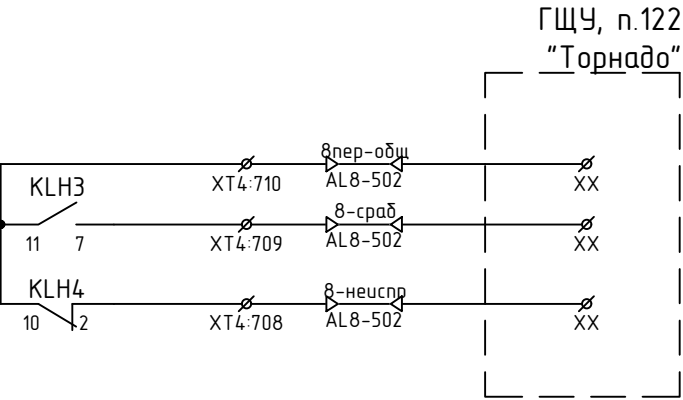 ГЩУ, п.122
"Торнадо"
8пер-общ
KLH3
XT4:710
AL8-502
XX
8-сраб
11 7
XT4:709
AL8-502
XX
KLH4
8-неиспр
10 2
XT4:708
AL8-502
XX